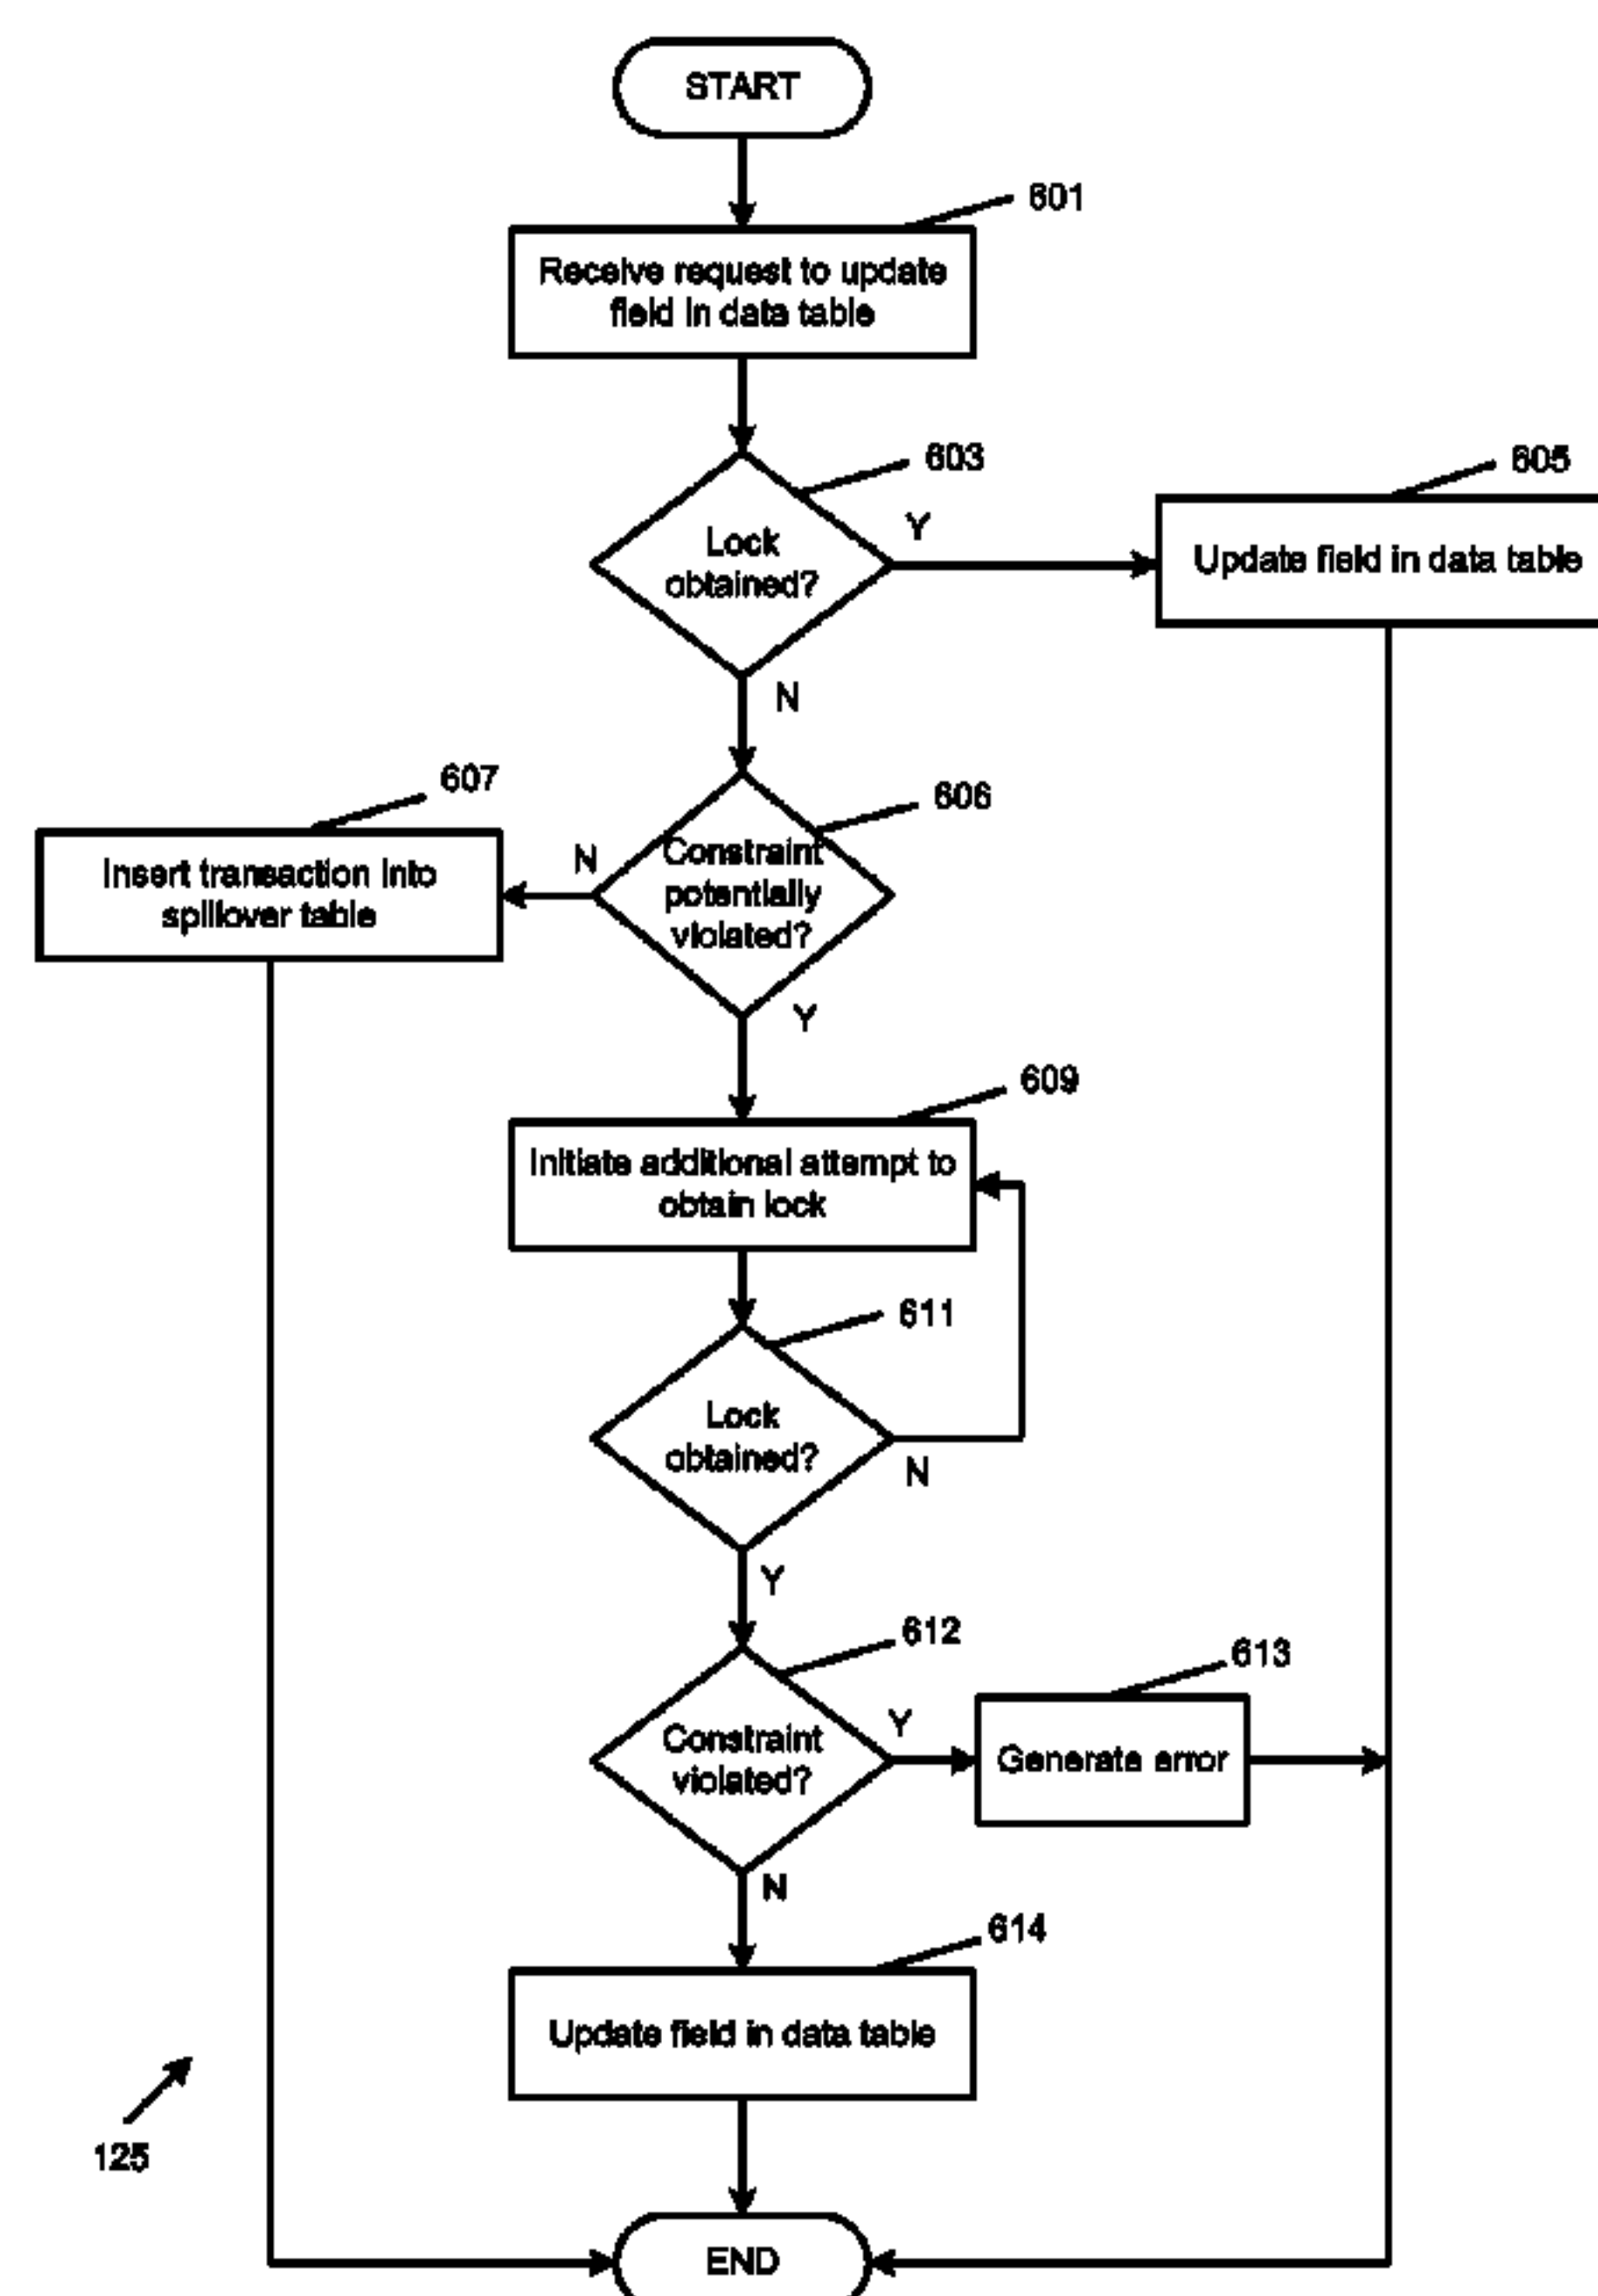 START
601
Receive request to update
field in data table
603
Lock
obtained?
Y
605
Update field in data table
N
607
Insert transaction into
spillover table
N
606
Constraint
potentially
violated?
Y
609
Initiate additional attempt to
obtain lock
611
Lock
obtained?
N
Y
612
Constraint
violated?
Y
613
Generate error
N
614
Update field in data table
125
END